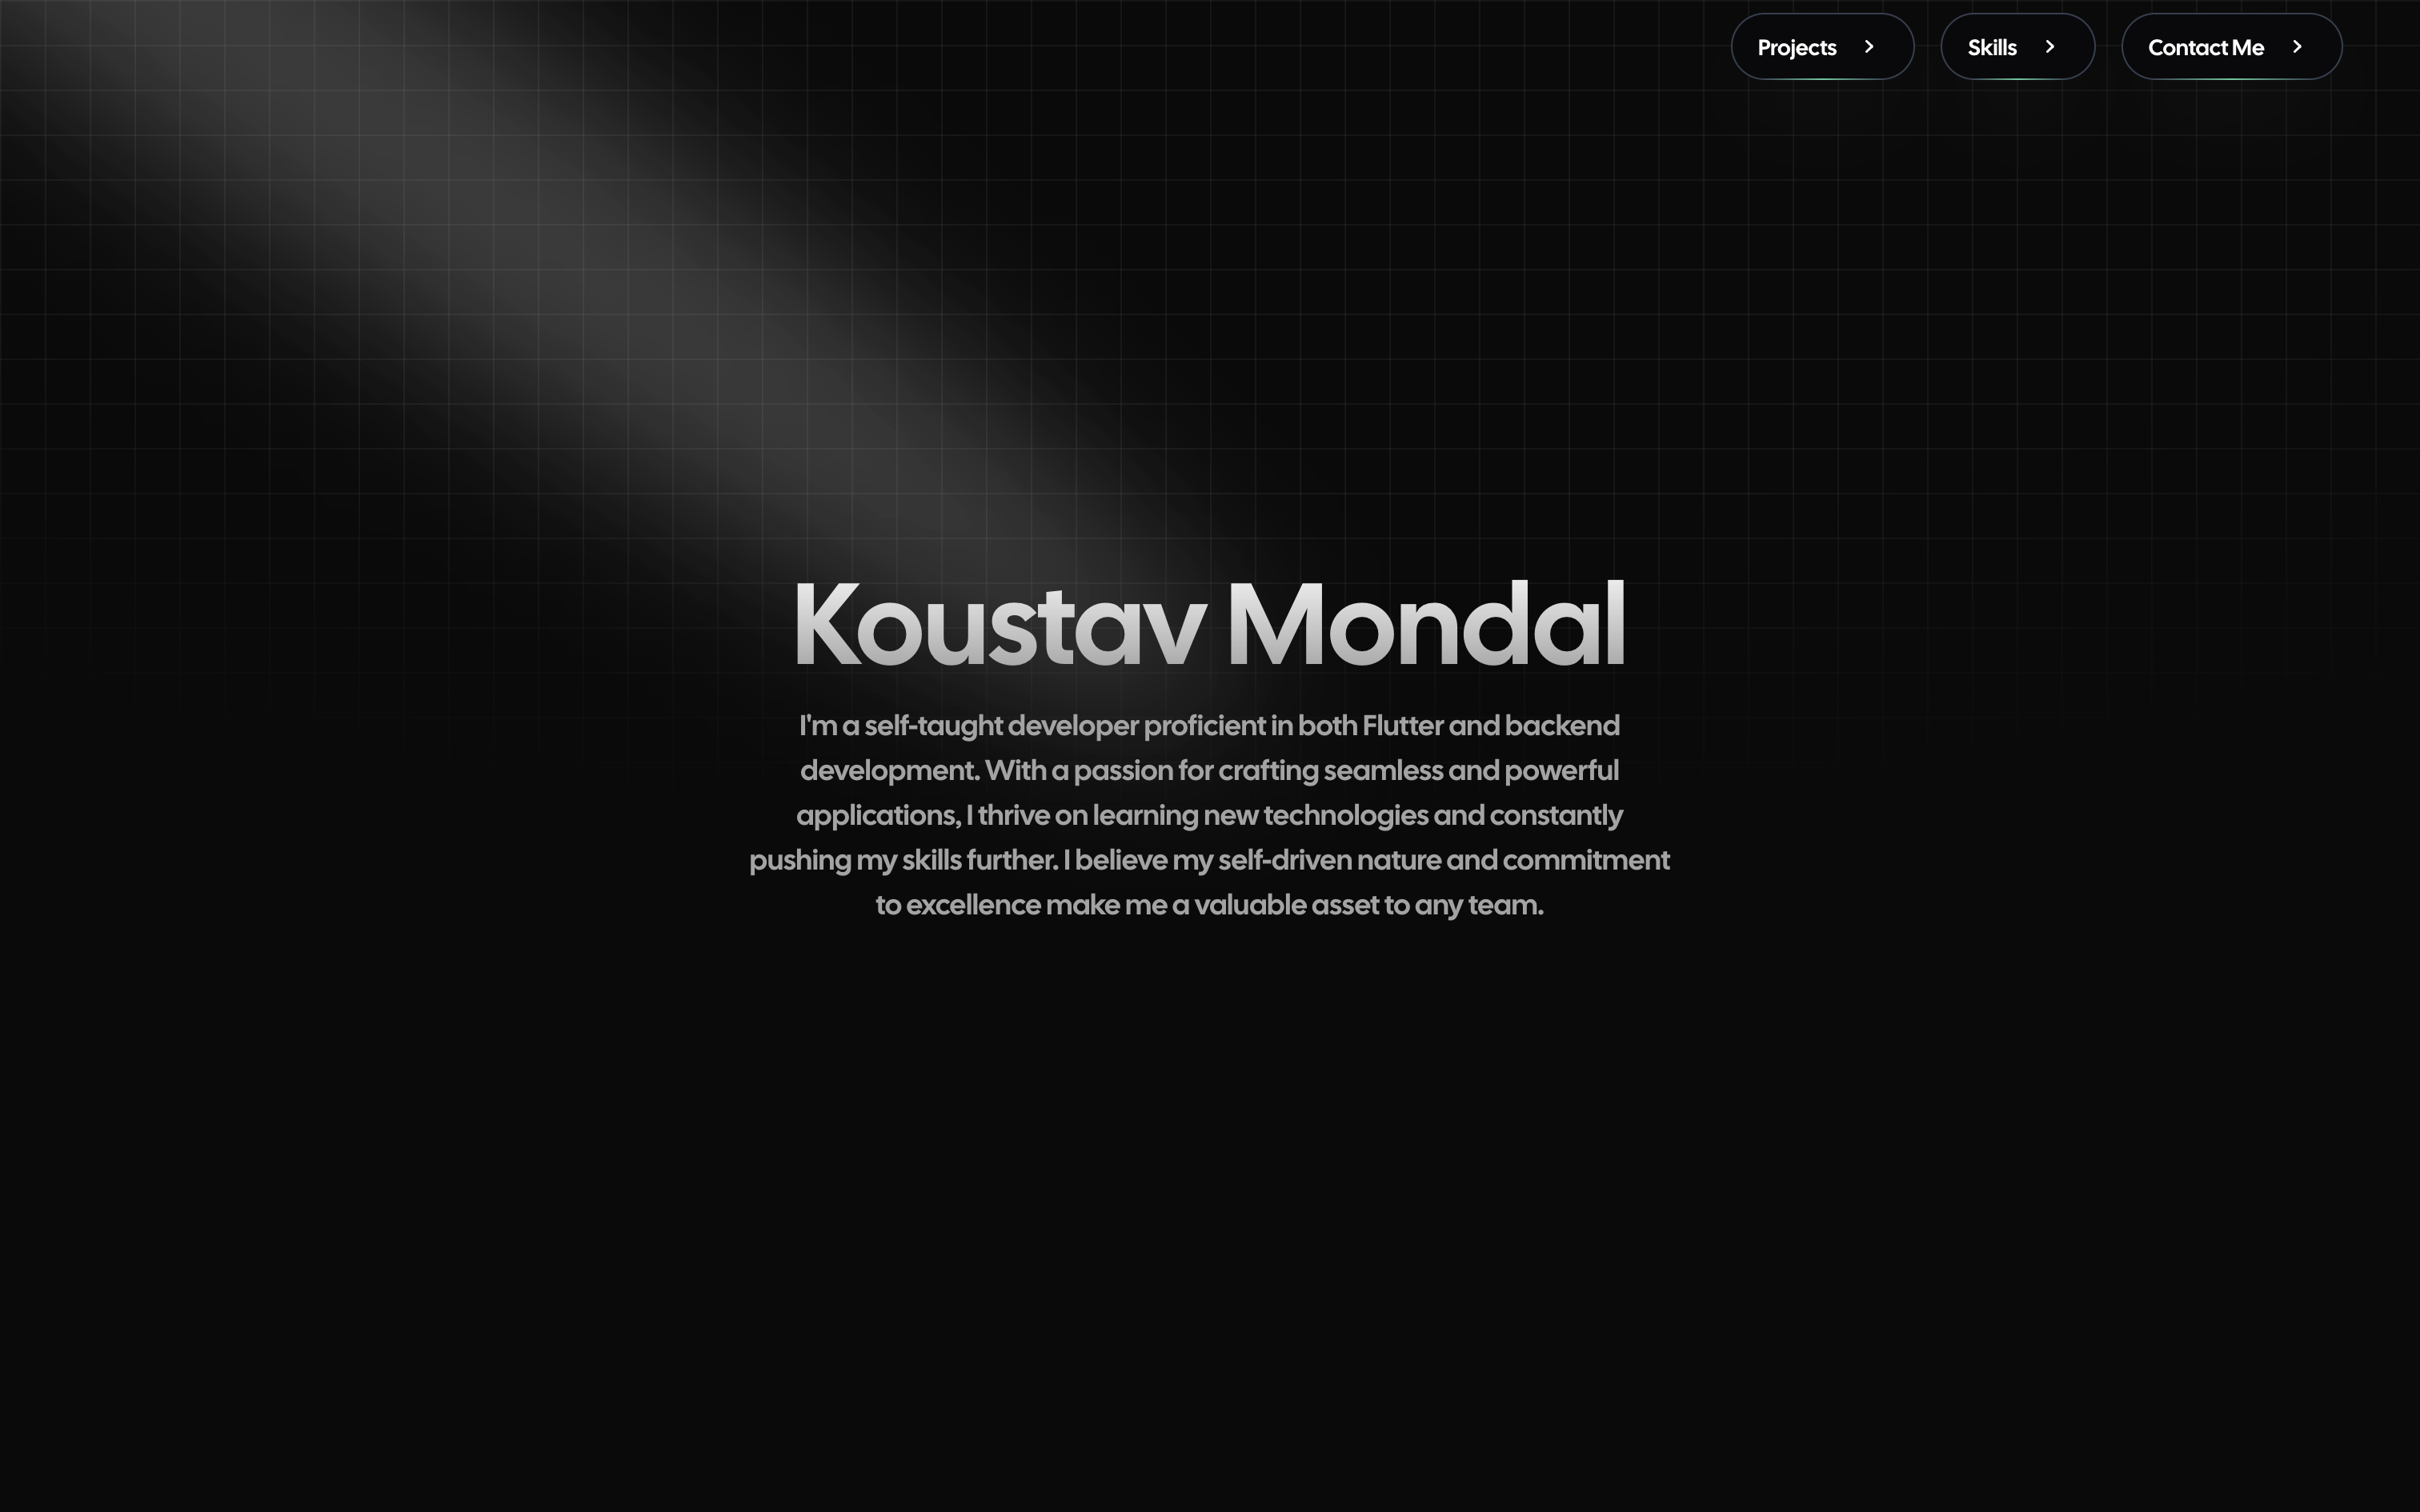 Projects
Skills
Contact Me
Koustav Mondal
I'm a self-taught developer proficient in both Flutter and backend
development. With a passion for crafting seamless and powerful
applications, I thrive on learning new technologies and constantly
pushing my skills further. I believe my self-driven nature and commitment
to excellence make me a valuable asset to any team.